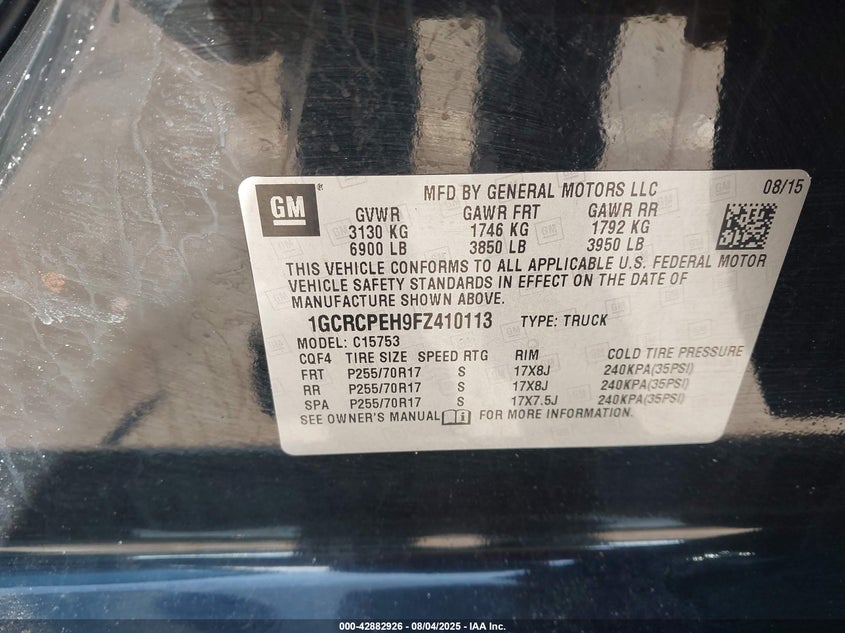 GM ®
MFD BY GENERAL MOTORS LLC 08/15
GVWR GAWR FRT GAWR RR
3130 KG 1746 KG 1792 KG
6900 LB 3850 LB 3950 LB
THIS VEHICLE CONFORMS TO ALL APPLICABLE U.S. FEDERAL MOTOR
VEHICLE SAFETY STANDARDS IN EFFECT ON THE DATE OF
MANUFACTURE SHOWN ABOVE.
1GCRCPEH9FZ410113 TYPE: TRUCK
MODEL: C15753
CQF4 TIRE SIZE SPEED RTG RIM COLD TIRE PRESSURE
FRT P255/70R17 S 17X8J 240KPA(35PSI)
RR P255/70R17 S 17X8J 240KPA(35PSI)
SPA P255/70R17 S 17X7.5J 240KPA(35PSI)
SEE OWNER'S MANUAL FOR MORE INFORMATION.
000-42882926 - 08/04/2025 - IAA Inc.